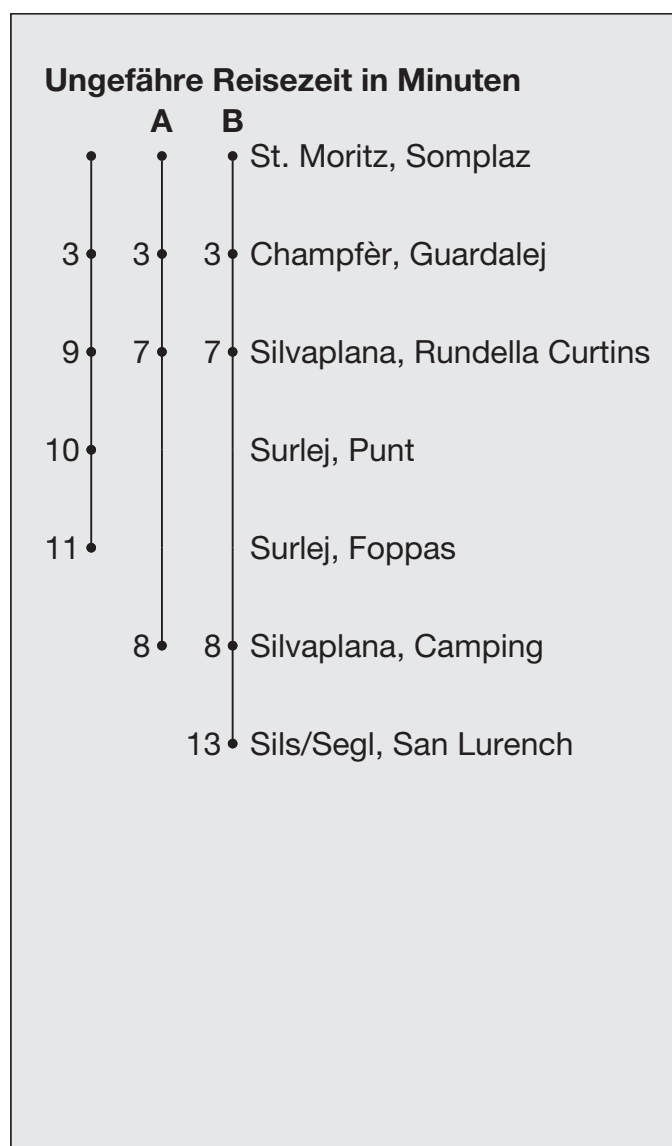 Ungefähre Reisezeit in Minuten
A B
St. Moritz, Somplaz
3 3 3 Champfèr, Guardalej
9 7 7 Silvaplana, Rundella Curtins
10 Surlej, Punt
11 Surlej, Foppas
8 8 Silvaplana, Camping
13 Sils/Segl, San Lurench